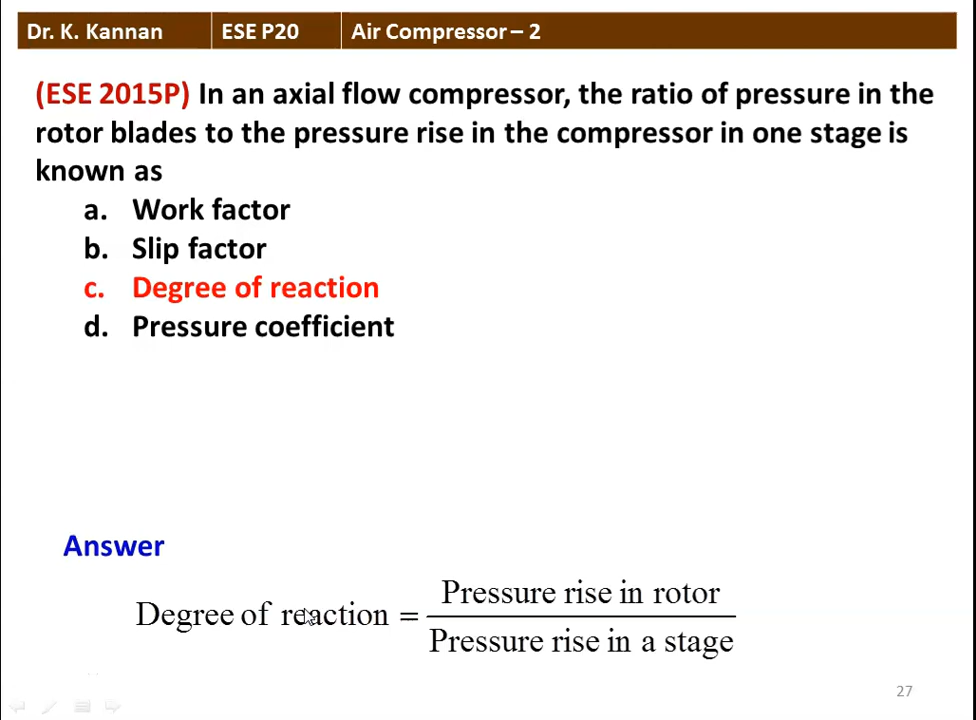 Dr. K. Kannan ESE P20 Air Compressor – 2
(ESE 2015P) In an axial flow compressor, the ratio of pressure in the
rotor blades to the pressure rise in the compressor in one stage is
known as
a. Work factor
b. Slip factor
c. Degree of reaction
d. Pressure coefficient
Answer
Degree of reaction = Pressure rise in rotor
Pressure rise in a stage
27